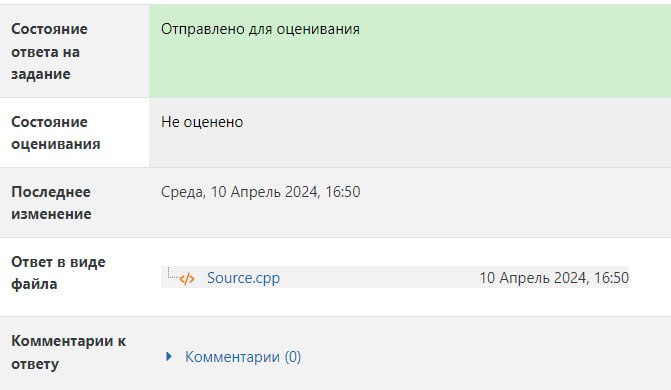 Состояние
ответа на
задание
Отправлено для оценивания
Состояние
оценивания
Не оценено
Последнее
изменение
Среда, 10 Апрель 2024, 16:50
Ответ в виде
файла
Source.cpp 10 Апрель 2024, 16:50
Комментарии к
ответу
Комментарии (0)